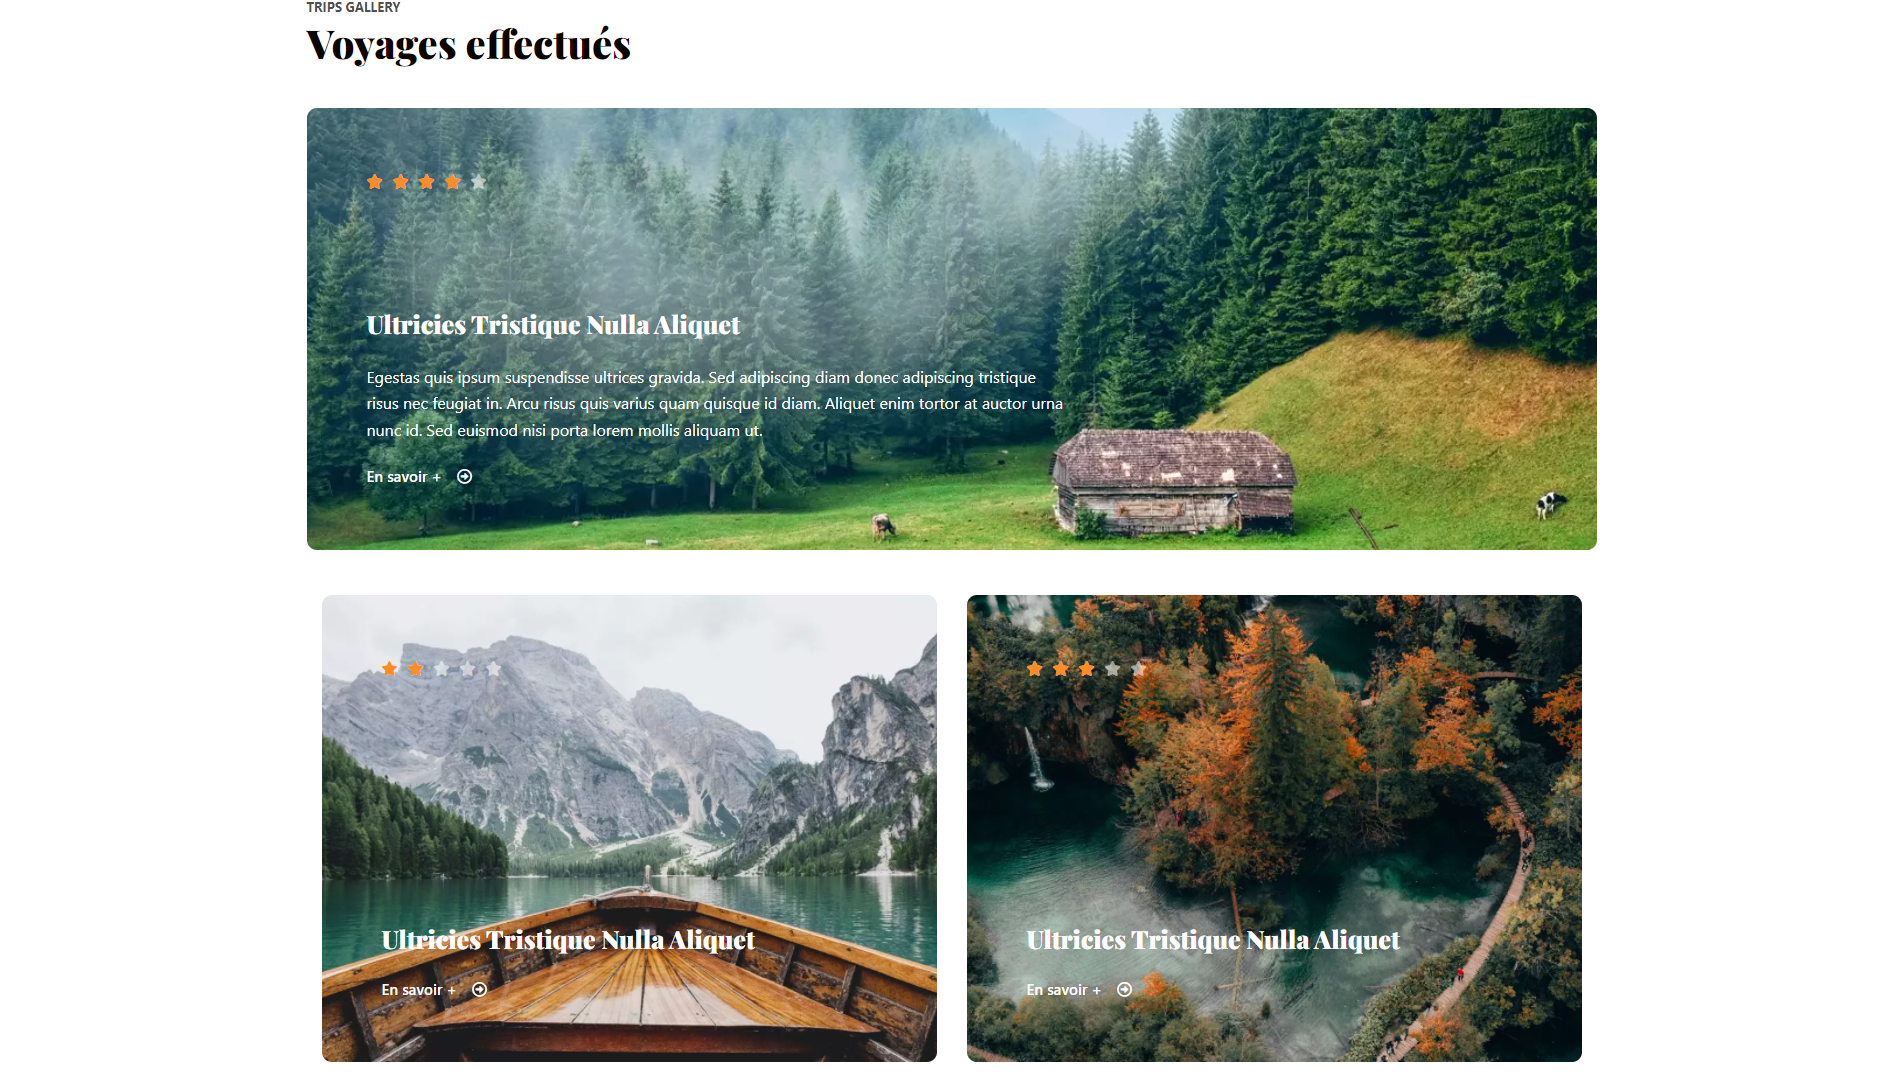 TRIPS GALLERY
Voyages effectués
Ultricies Tristique Nulla Aliquet
Egestas quis ipsum suspendisse ultrices gravida. Sed adipiscing diam donec adipiscing tristique
risus nec feugiat in. Arcu risus quis varius quam quisque id diam. Aliquet enim tortor at auctor urna
nunc id. Sed euismod nisi porta lorem mollis aliquam ut.
En savoir +
Ultricies Tristique Nulla Aliquet
En savoir +
Ultricies Tristique Nulla Aliquet
En savoir +